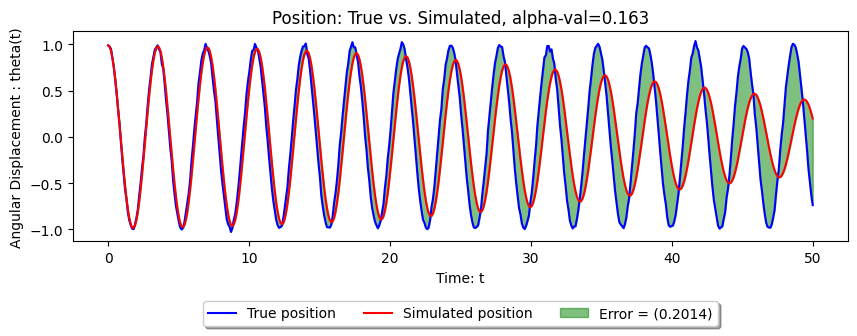 Position: True vs. Simulated, alpha-val=0.163
Angular Displacement : theta(t)
1.0
0.5
0.0
−0.5
−1.0
0 10 20 30 40 50
Time: t
True position Simulated position Error = (0.2014)